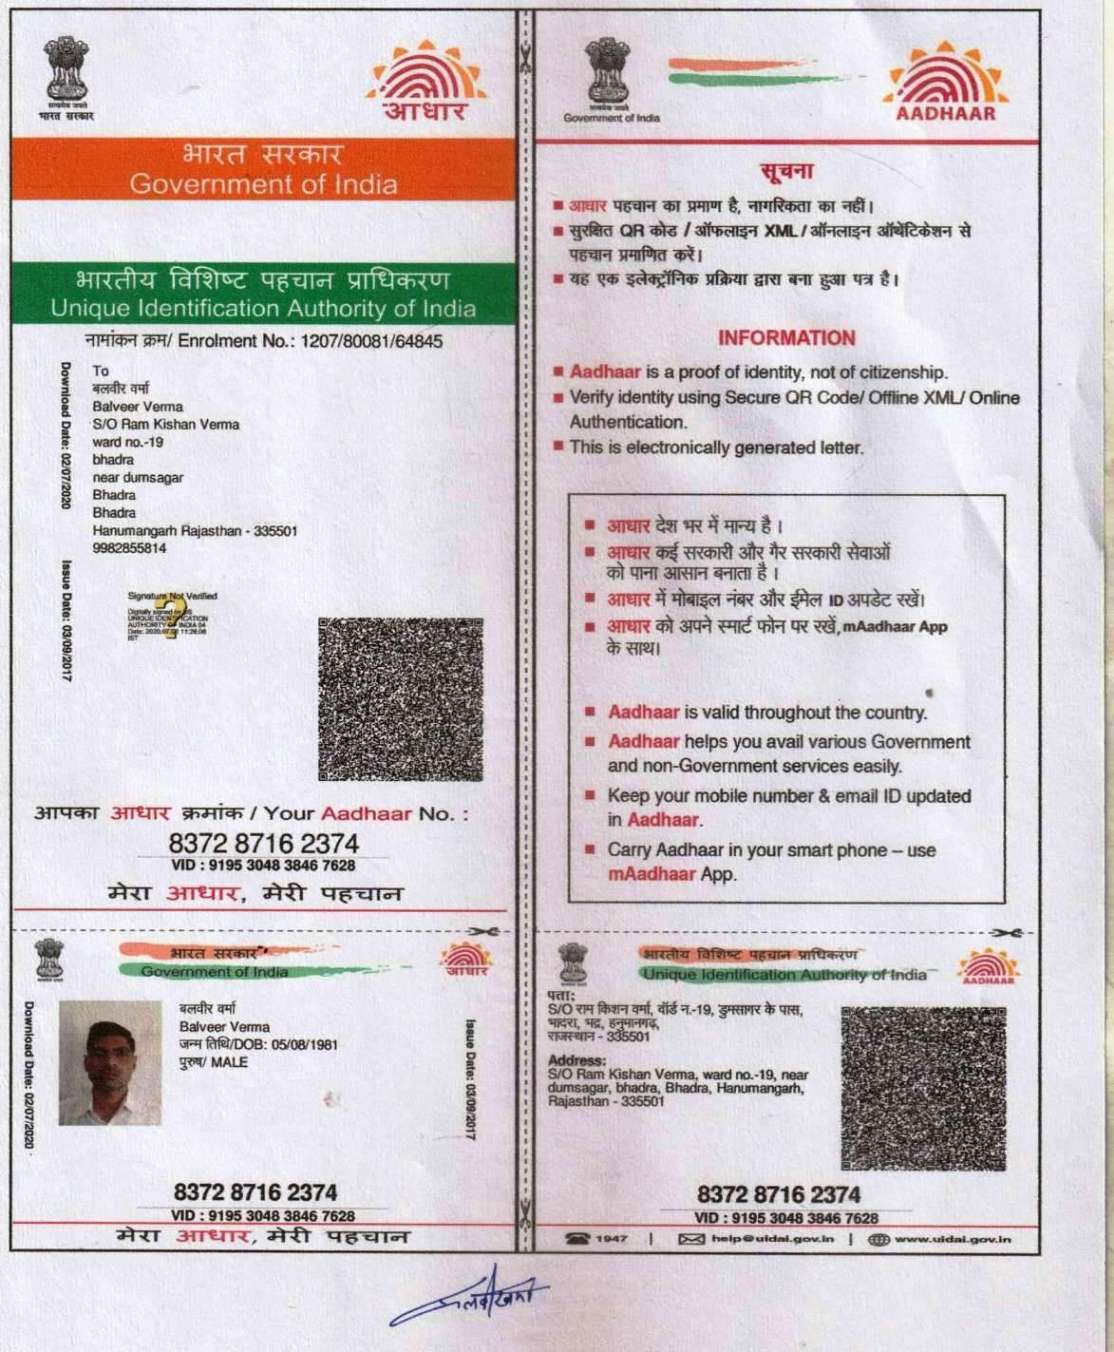 सत्यमेव जयते
भारत सरकार
आधार
भारत सरकार
Government of India
भारतीय विशिष्ट पहचान प्राधिकरण
Unique Identification Authority of India
नामांकन क्रम/ Enrolment No.: 1207/80081/64845
Download Date: 02/07/2020
Issue Date: 03/09/2017
To
बलवीर वर्मा
Balveer Verma
S/O Ram Kishan Verma
ward no.-19
bhadra
near dumsagar
Bhadra
Bhadra
Hanumangarh Rajasthan - 335501
9982855814
Signature Not Verified
Digitally signed by DS
UNIQUE IDENTIFICATION
AUTHORITY OF INDIA 04
IST
आपका आधार क्रमांक / Your Aadhaar No. :
8372 8716 2374
VID : 9195 3048 3846 7628
मेरा आधार, मेरी पहचान
Government of India
AADHAAR
सूचना
आधार पहचान का प्रमाण है, नागरिकता का नहीं।
सुरक्षित QR कोड / ऑफलाइन XML / ऑनलाइन ऑथेंटिकेशन से
पहचान प्रमाणित करें।
यह एक इलेक्ट्रॉनिक प्रक्रिया द्वारा बना हुआ पत्र है।
INFORMATION
Aadhaar is a proof of identity, not of citizenship.
Verify identity using Secure QR Code/ Offline XML/ Online
Authentication.
This is electronically generated letter.
आधार देश भर में मान्य है।
आधार कई सरकारी और गैर सरकारी सेवाओं
को पाना आसान बनाता है।
आधार में मोबाइल नंबर और ईमेल ID अपडेट रखें।
आधार को अपने स्मार्ट फोन पर रखें, mAadhaar App
के साथ।
Aadhaar is valid throughout the country.
Aadhaar helps you avail various Government
and non-Government services easily.
Keep your mobile number & email ID updated
in Aadhaar.
Carry Aadhaar in your smart phone – use
mAadhaar App.
भारत सरकार
Government of India
आधार
Download Date: 02/07/2020
बलवीर वर्मा
Balveer Verma
जन्म तिथि/DOB: 05/08/1981
पुरुष/ MALE
Issue Date: 03/09/2017
8372 8716 2374
VID : 9195 3048 3846 7628
मेरा आधार, मेरी पहचान
भारतीय विशिष्ट पहचान प्राधिकरण
Unique Identification Authority of India
AADHAAR
पता:
S/O राम किशन वर्मा, वॉर्ड न.-19, डुमसागर के पास,
भादरा, भद्र, हनुमानगढ़,
राजस्थान - 335501
Address:
S/O Ram Kishan Verma, ward no.-19, near
dumsagar, bhadra, Bhadra, Hanumangarh,
Rajasthan - 335501
8372 8716 2374
VID : 9195 3048 3846 7628
1947 | help@uidai.gov.in | www.uidai.gov.in